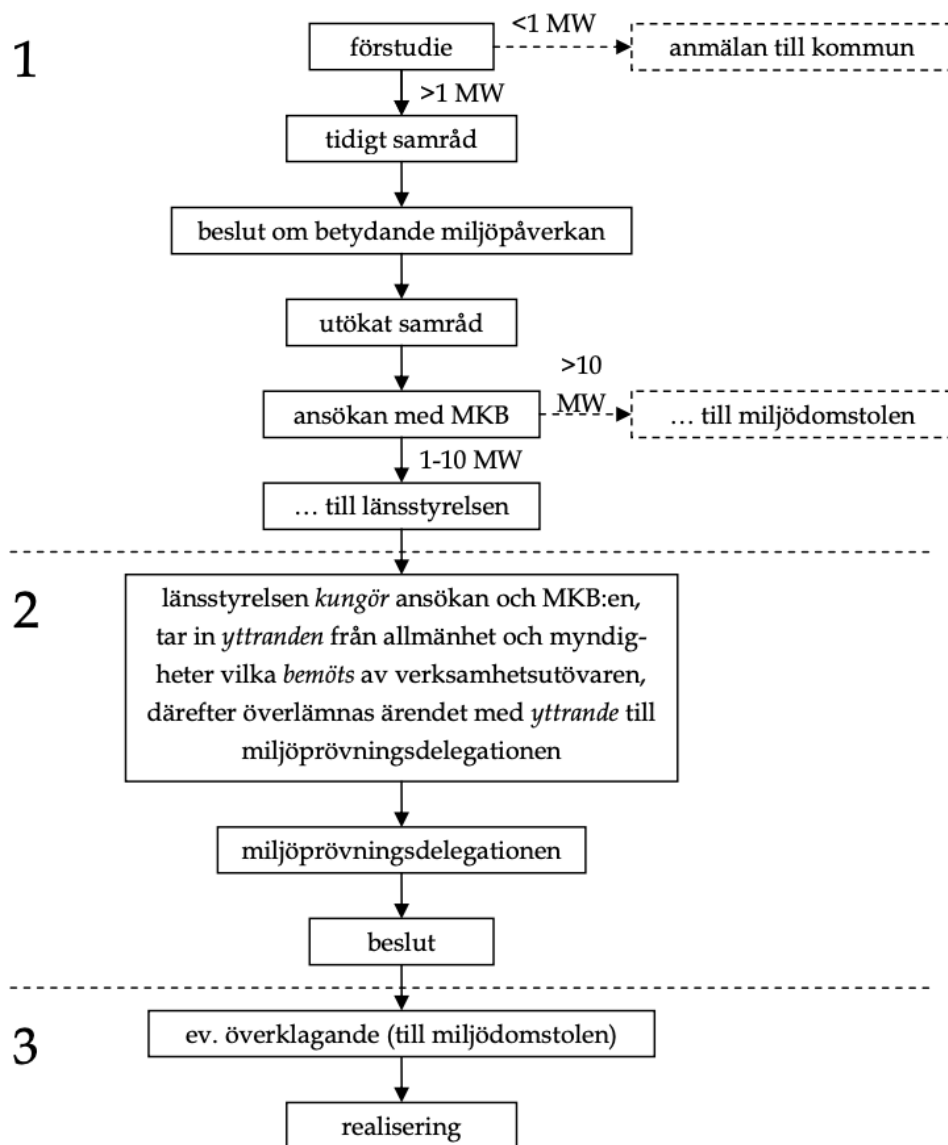 1
förstudie
<1 MW
anmälan till kommun
>1 MW
tidigt samråd
beslut om betydande miljöpåverkan
utökat samråd
ansökan med MKB
>10
MW
… till miljödomstolen
1-10 MW
… till länsstyrelsen
2
länsstyrelsen kungör ansökan och MKB:en,
tar in yttranden från allmänhet och myndig-
heter vilka bemöts av verksamhetsutövaren,
därefter överlämnas ärendet med yttrande till
miljöprövningsdelegationen
miljöprövningsdelegationen
beslut
3
ev. överklagande (till miljödomstolen)
realisering